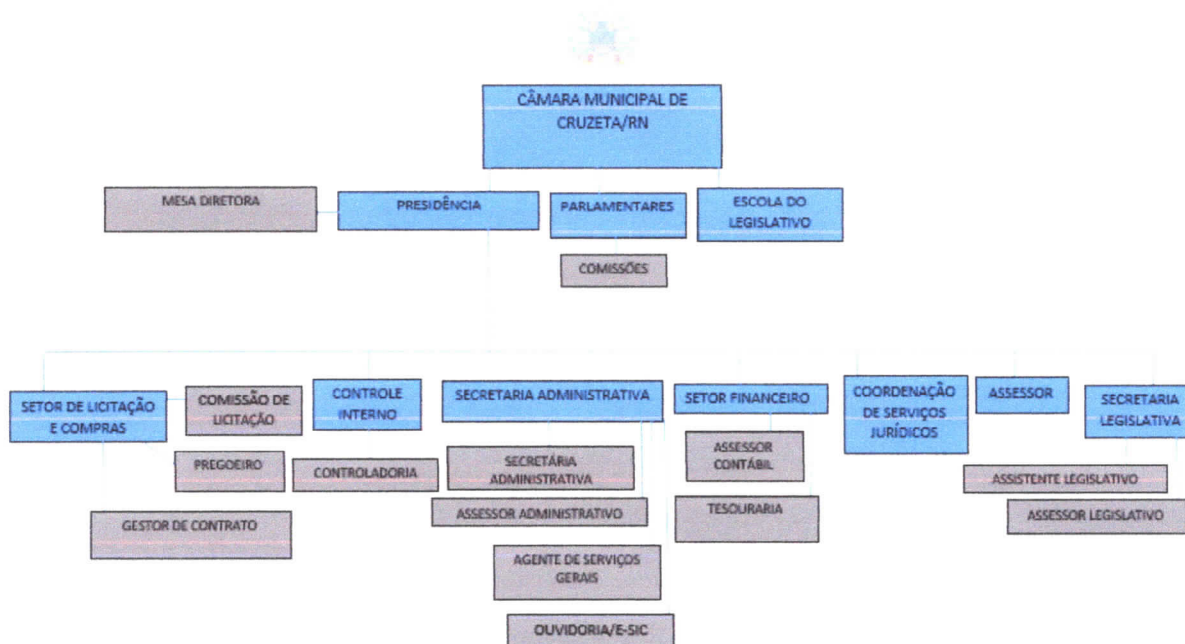 CÂMARA MUNICIPAL DE
CRUZETA/RN
MESA DIRETORA
PRESIDÊNCIA
PARLAMENTARES
ESCOLA DO
LEGISLATIVO
COMISSÕES
SETOR DE LICITAÇÃO
E COMPRAS
COMISSÃO DE
LICITAÇÃO
PREGOEIRO
GESTOR DE CONTRATO
CONTROLE
INTERNO
CONTROLADORIA
SECRETARIA ADMINISTRATIVA
SECRETÁRIA
ADMINISTRATIVA
ASSESSOR ADMINISTRATIVO
AGENTE DE SERVIÇOS
GERAIS
OUVIDORIA/E-SIC
SETOR FINANCEIRO
ASSESSOR
CONTÁBIL
TESOURARIA
COORDENAÇÃO
DE SERVIÇOS
JURÍDICOS
ASSESSOR
SECRETARIA
LEGISLATIVA
ASSISTENTE LEGISLATIVO
ASSESSOR LEGISLATIVO